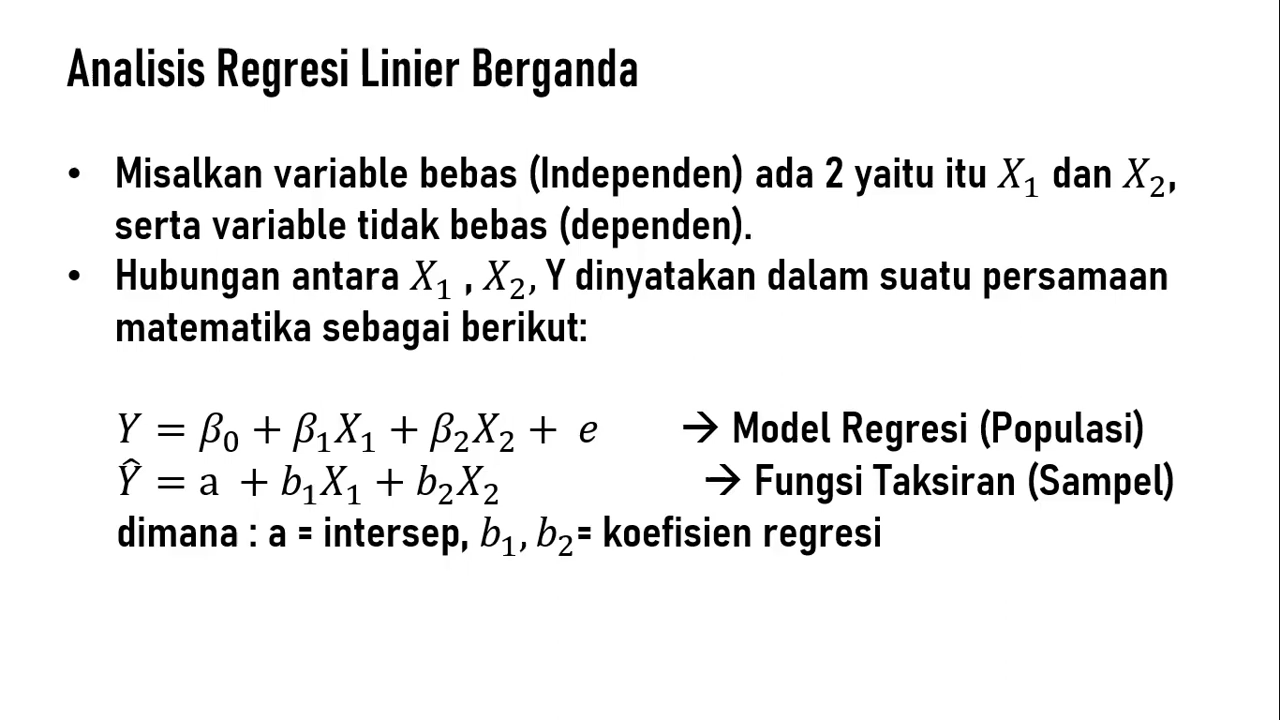 Analisis Regresi Linier Berganda
• Misalkan variable bebas (Independen) ada 2 yaitu itu X₁ dan X₂,
serta variable tidak bebas (dependen).
• Hubungan antara X₁ , X₂, Y dinyatakan dalam suatu persamaan
matematika sebagai berikut:
Y = β₀ + β₁X₁ + β₂X₂ + e → Model Regresi (Populasi)
Ŷ = a + b₁X₁ + b₂X₂ → Fungsi Taksiran (Sampel)
dimana : a = intersep, b₁, b₂= koefisien regresi